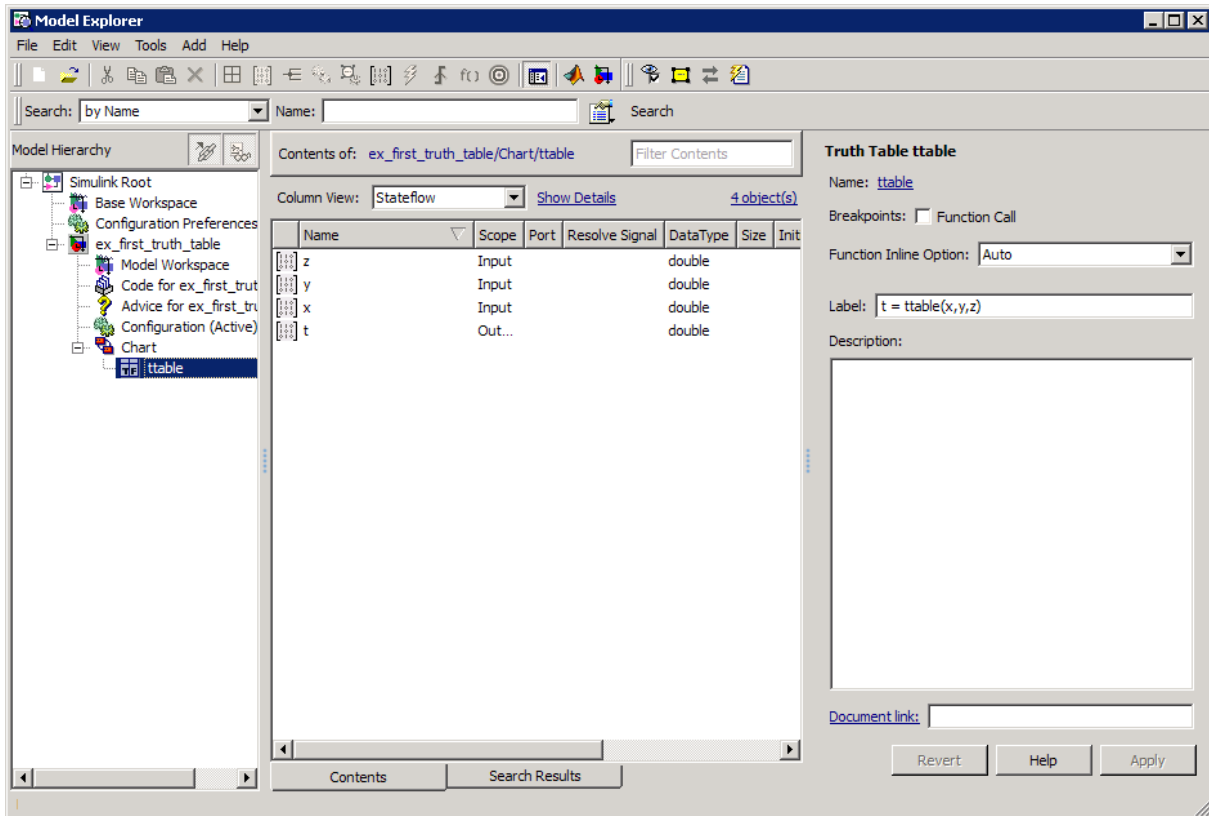 Model Explorer
File Edit View Tools Add Help
Search: by Name Name: Search
Model Hierarchy
Simulink Root
Base Workspace
Configuration Preferences
ex_first_truth_table
Model Workspace
Code for ex_first_trut
Advice for ex_first_tru
Configuration (Active)
Chart
ttable
Contents of: ex_first_truth_table/Chart/ttable Filter Contents
Column View: Stateflow Show Details 4 object(s)
Name Scope Port Resolve Signal DataType Size Init
z Input double
y Input double
x Input double
t Out... double
Contents Search Results
Truth Table ttable
Name: ttable
Breakpoints: Function Call
Function Inline Option: Auto
Label: t = ttable(x,y,z)
Description:
Document link:
Revert Help Apply